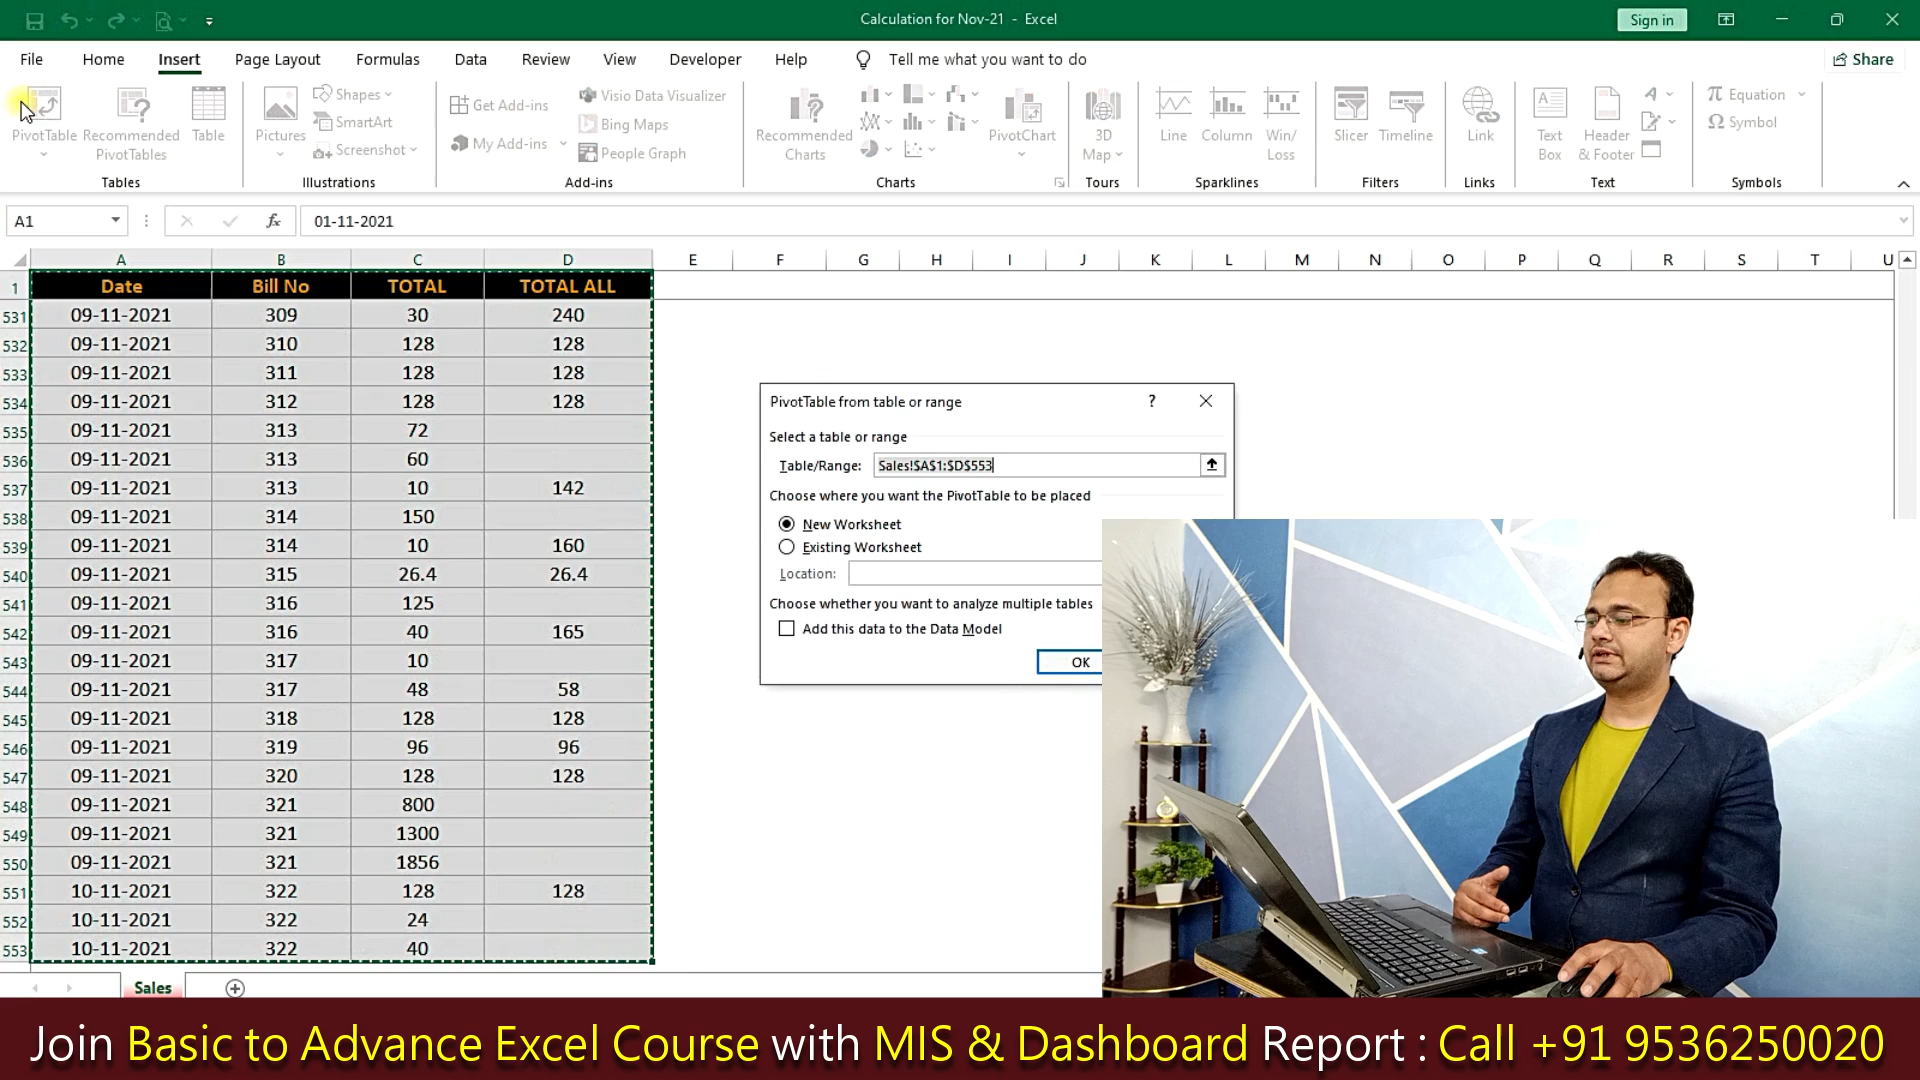 Calculation for Nov-21 - Excel
Sign in
File Home Insert Page Layout Formulas Data Review View Developer Help Tell me what you want to do Share
PivotTable
Recommended PivotTables
Table
Tables
Pictures
Shapes
SmartArt
Screenshot
Illustrations
Get Add-ins
My Add-ins
Visio Data Visualizer
Bing Maps
People Graph
Add-ins
Recommended Charts
PivotChart
Charts
3D Map
Tours
Line
Column
Win/Loss
Sparklines
Slicer
Timeline
Filters
Link
Links
Text Box
Header & Footer
Text
π Equation
Ω Symbol
Symbols
A1 fx 01-11-2021
A B C D E F G H I J K L M N O P Q R S T U
1 Date Bill No TOTAL TOTAL ALL
531 09-11-2021 309 30 240
532 09-11-2021 310 128 128
533 09-11-2021 311 128 128
534 09-11-2021 312 128 128
535 09-11-2021 313 72
536 09-11-2021 313 60
537 09-11-2021 313 10 142
538 09-11-2021 314 150
539 09-11-2021 314 10 160
540 09-11-2021 315 26.4 26.4
541 09-11-2021 316 125
542 09-11-2021 316 40 165
543 09-11-2021 317 10
544 09-11-2021 317 48 58
545 09-11-2021 318 128 128
546 09-11-2021 319 96 96
547 09-11-2021 320 128 128
548 09-11-2021 321 800
549 09-11-2021 321 1300
550 09-11-2021 321 1856
551 10-11-2021 322 128 128
552 10-11-2021 322 24
553 10-11-2021 322 40
PivotTable from table or range ?
Select a table or range
Table/Range: Sales!$A$1:$D$553
Choose where you want the PivotTable to be placed
New Worksheet
Existing Worksheet
Location:
Choose whether you want to analyze multiple tables
Add this data to the Data Model
OK
Sales
Join Basic to Advance Excel Course with MIS & Dashboard Report : Call +91 9536250020